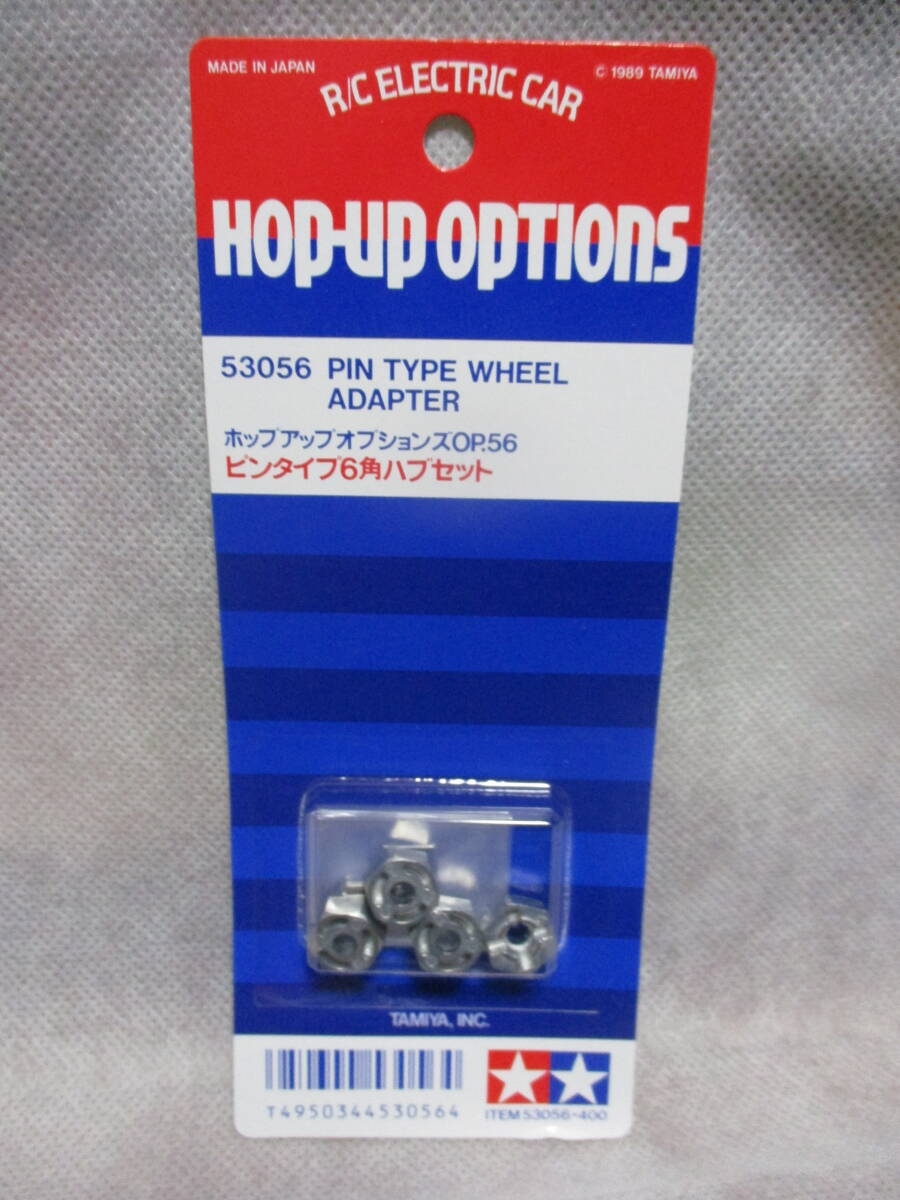 MADE IN JAPAN
© 1989 TAMIYA
R/C ELECTRIC CAR
HOP-UP OPTIONS
53056 PIN TYPE WHEEL
ADAPTER
ホップアップオプションズOP.56
ピンタイプ6角ハブセット
TAMIYA, INC.
T4950344530564
ITEM 53056-400